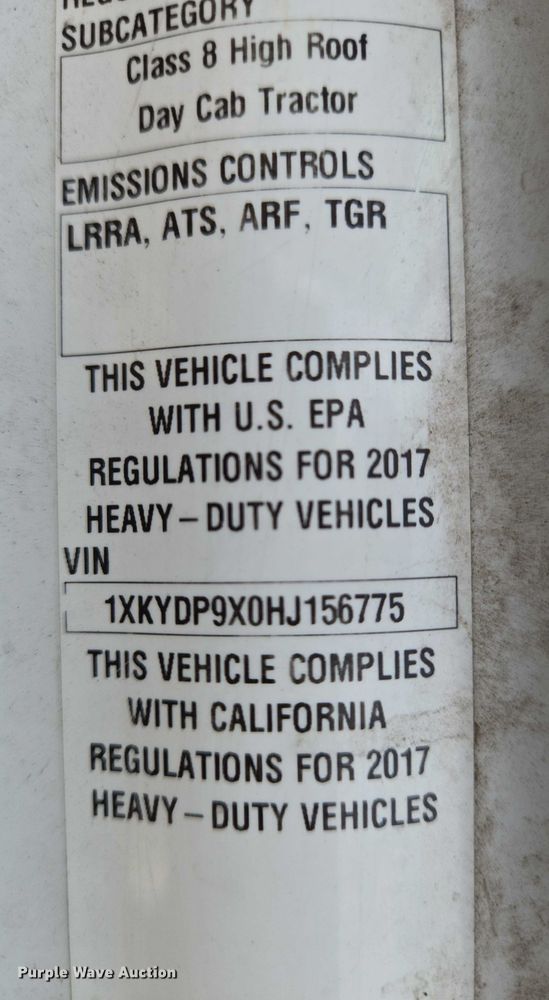 SUBCATEGORY
Class 8 High Roof
Day Cab Tractor
EMISSIONS CONTROLS
LRRA, ATS, ARF, TGR
THIS VEHICLE COMPLIES
WITH U.S. EPA
REGULATIONS FOR 2017
HEAVY – DUTY VEHICLES
VIN
1XKYDP9X0HJ156775
THIS VEHICLE COMPLIES
WITH CALIFORNIA
REGULATIONS FOR 2017
HEAVY – DUTY VEHICLES
Purple Wave Auction